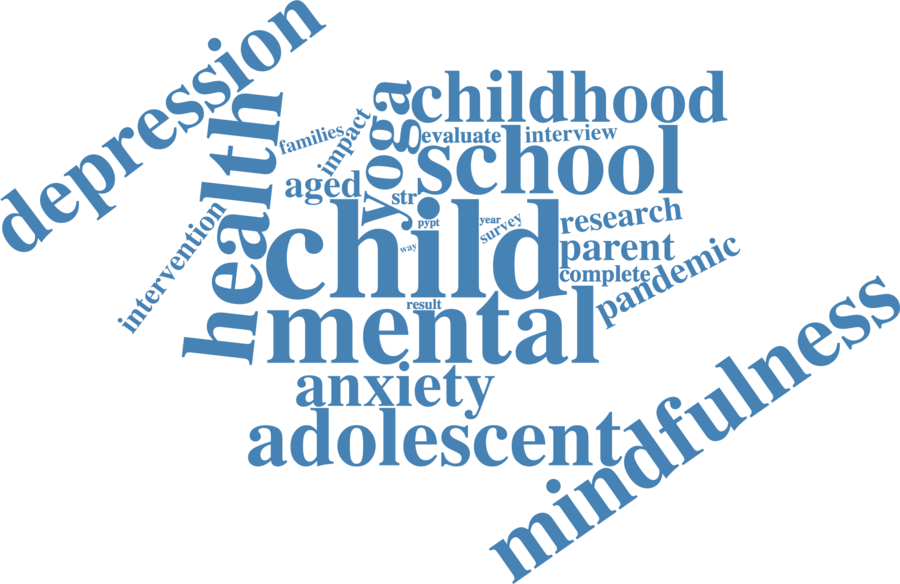 depression
health
families
impact
yoga
childhood
evaluate
interview
school
aged
str
intervention
child
pypt
year
survey
way
research
parent
complete
pandemic
result
mental
anxiety
adolescent
mindfulness